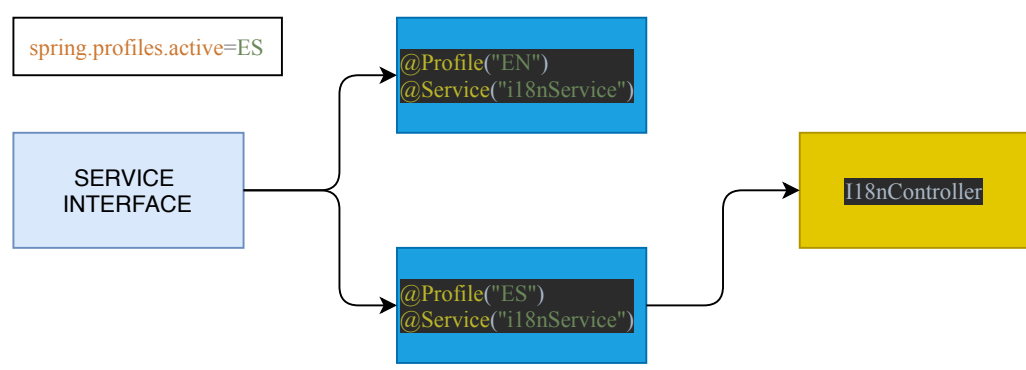 spring.profiles.active=ES
@Profile("EN")
@Service("i18nService")
SERVICE
INTERFACE
I18nController
@Profile("ES")
@Service("i18nService")